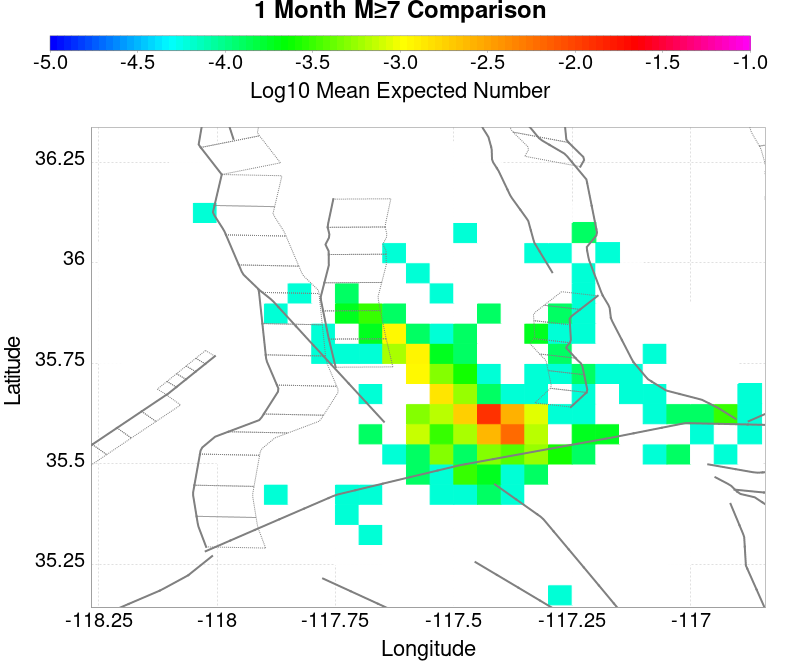 1 Month M≥7 Comparison
-5.0 -4.5 -4.0 -3.5 -3.0 -2.5 -2.0 -1.5 -1.0
Log10 Mean Expected Number
36.25
36
35.75
35.5
35.25
Latitude
-118.25 -118 -117.75 -117.5 -117.25 -117
Longitude